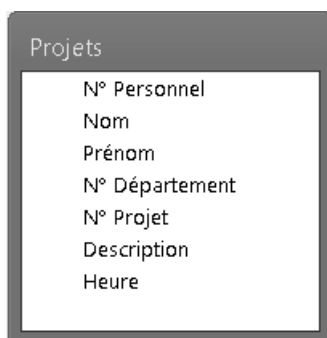 Projets
N° Personnel
Nom
Prénom
N° Département
N° Projet
Description
Heure